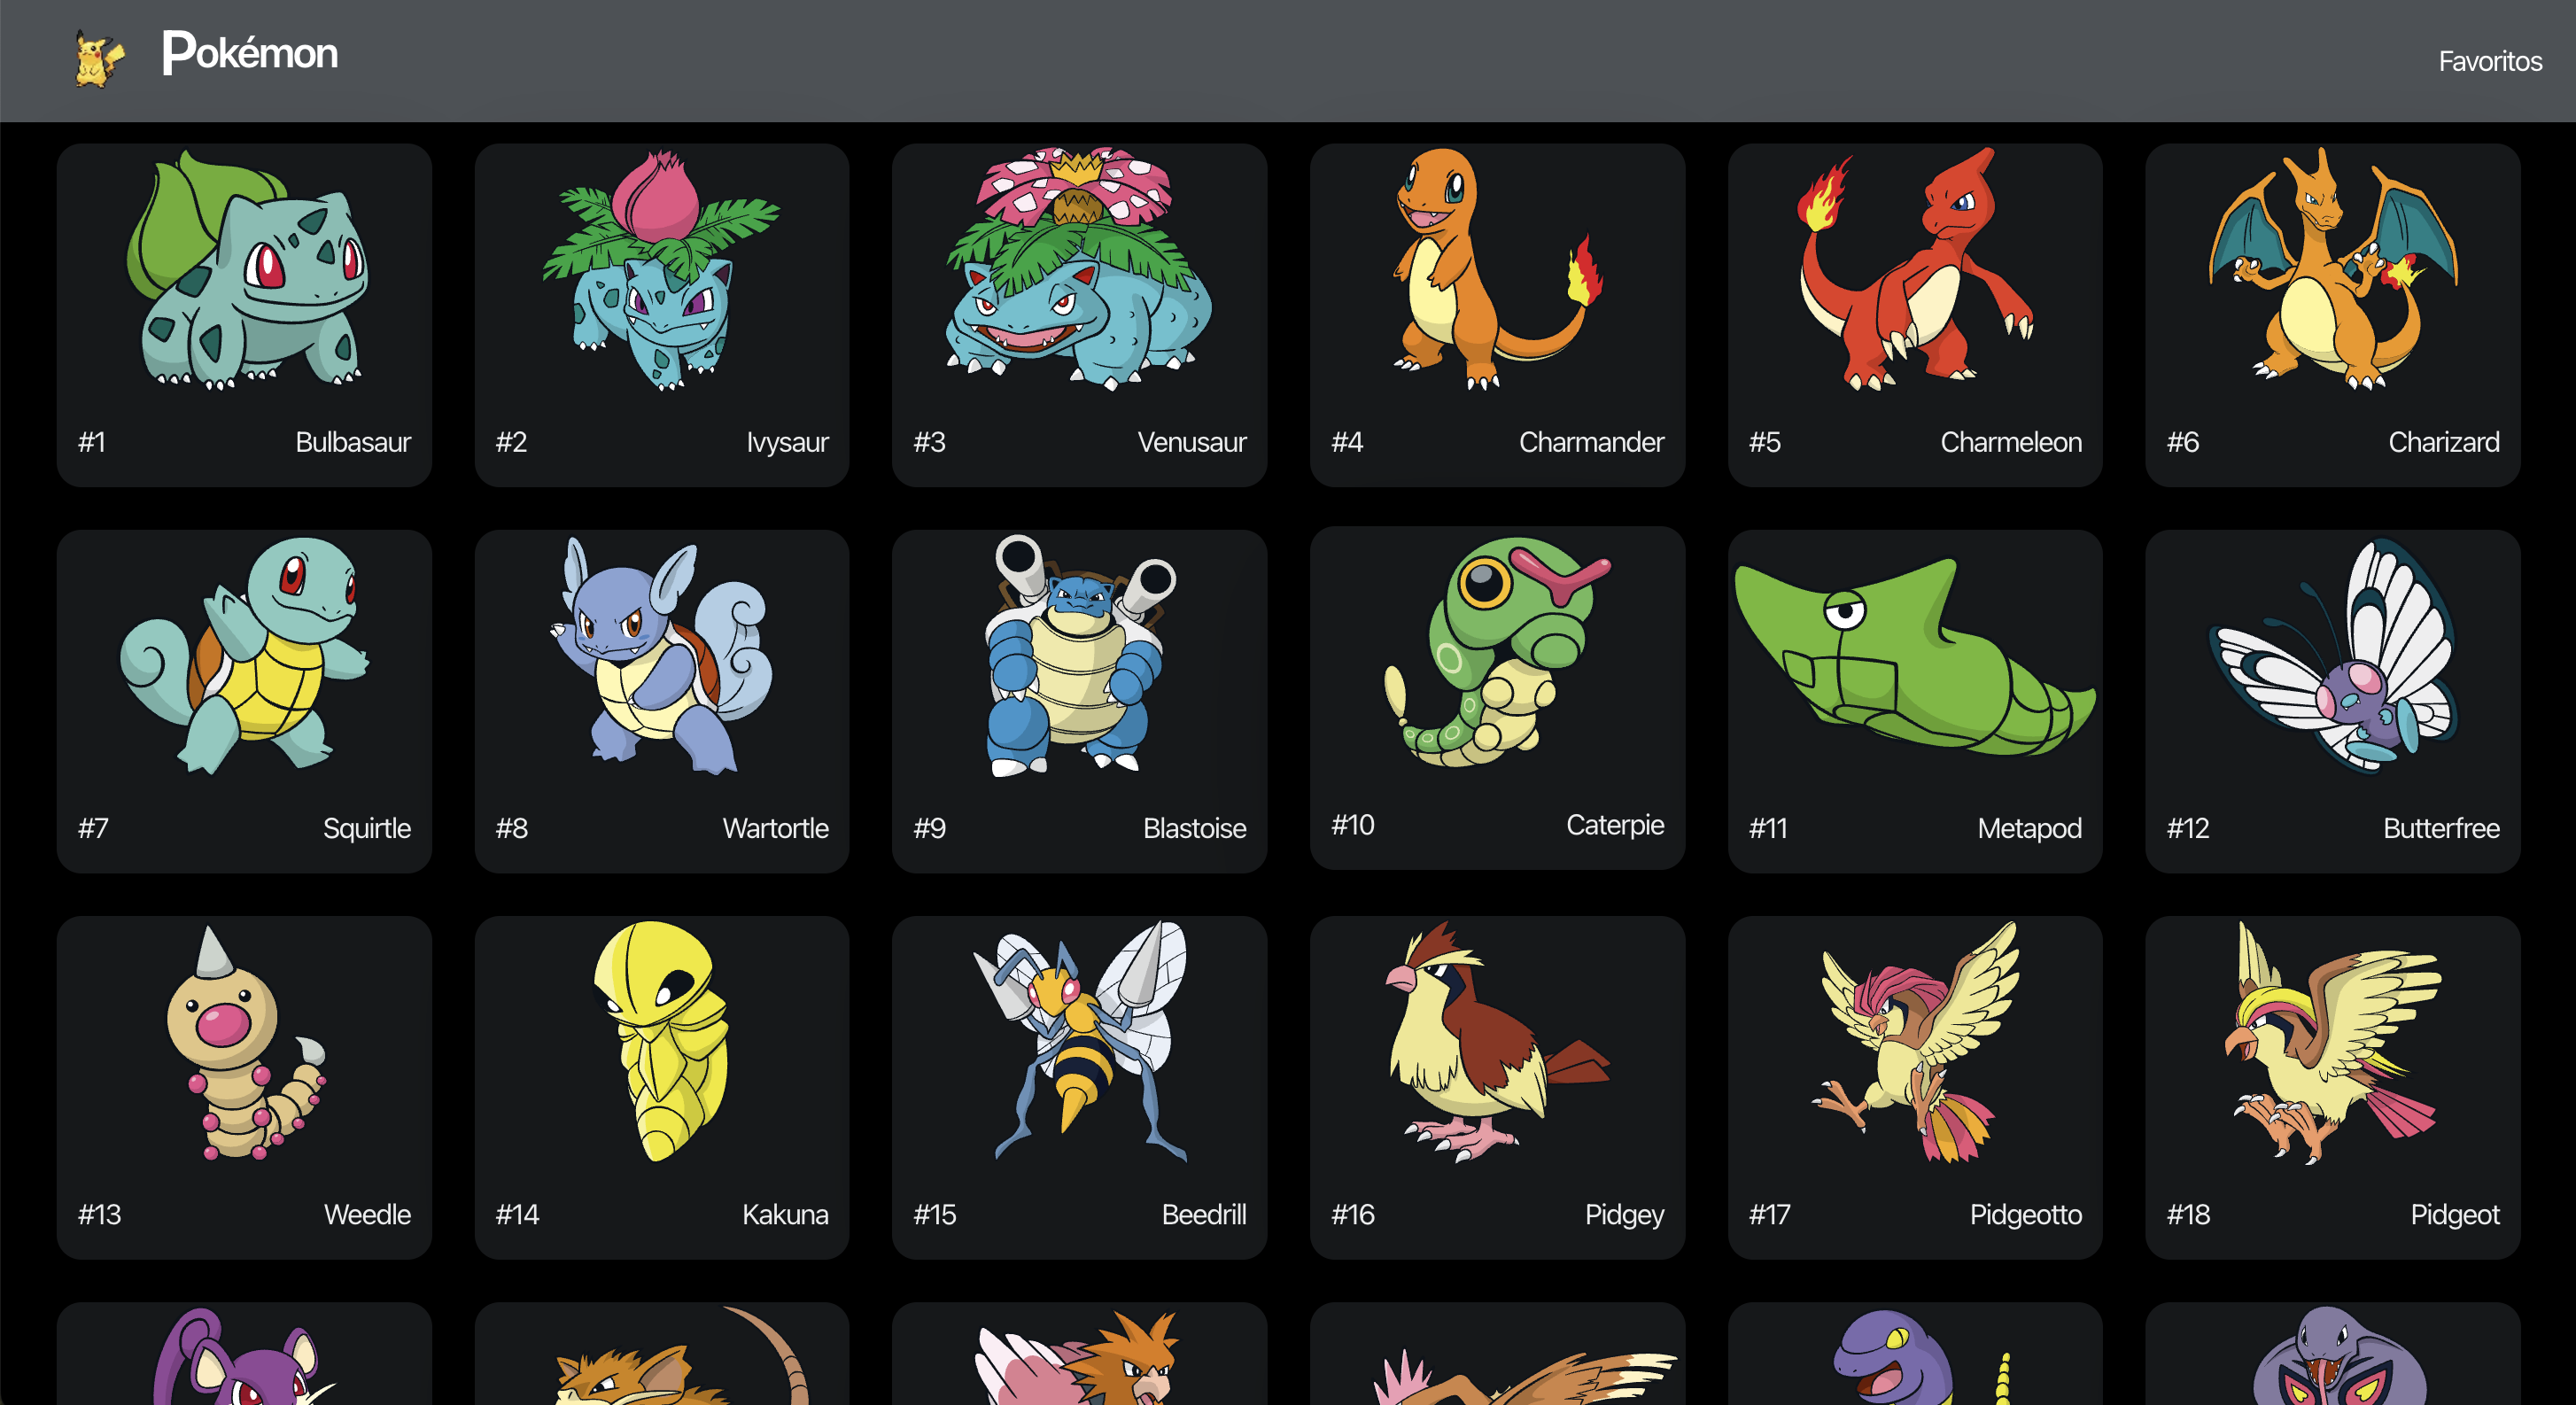 Pokémon
Favoritos
#1 Bulbasaur
#2 Ivysaur
#3 Venusaur
#4 Charmander
#5 Charmeleon
#6 Charizard
#7 Squirtle
#8 Wartortle
#9 Blastoise
#10 Caterpie
#11 Metapod
#12 Butterfree
#13 Weedle
#14 Kakuna
#15 Beedrill
#16 Pidgey
#17 Pidgeotto
#18 Pidgeot